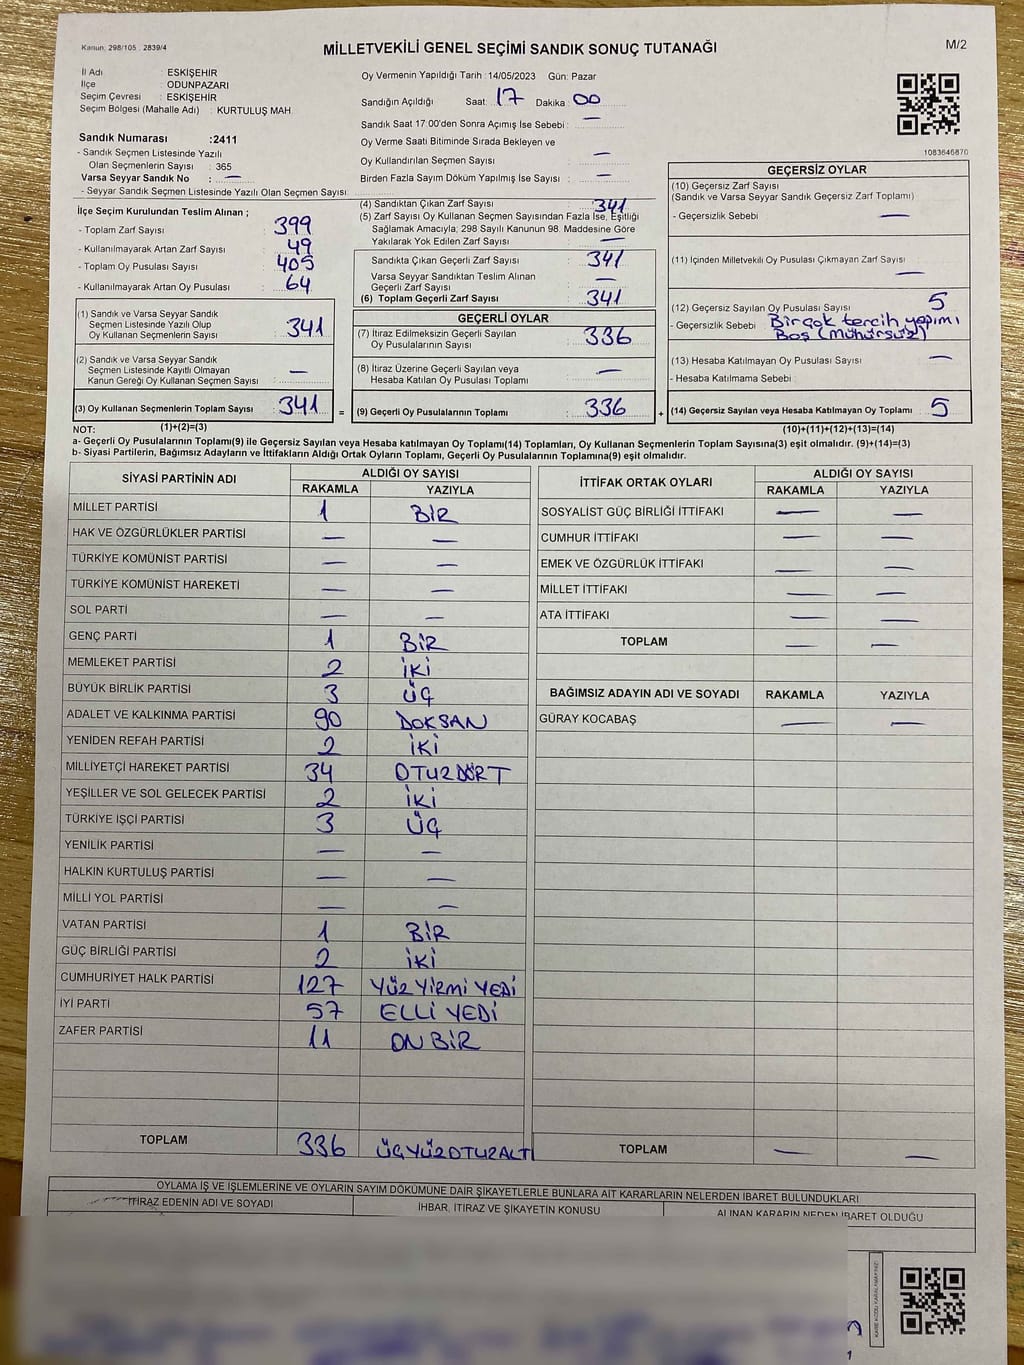 Kanun: 298/105 , 2839/4
MİLLETVEKİLİ GENEL SEÇİMİ SANDIK SONUÇ TUTANAĞI
M/2
İl Adı : ESKİŞEHİR
İlçe : ODUNPAZARI
Seçim Çevresi : ESKİŞEHİR
Seçim Bölgesi (Mahalle Adı) : KURTULUŞ MAH.
Sandık Numarası :2411
- Sandık Seçmen Listesinde Yazılı
Olan Seçmenlerin Sayısı : 365
Varsa Seyyar Sandık No : —
- Seyyar Sandık Seçmen Listesinde Yazılı Olan Seçmen Sayısı:
Oy Vermenin Yapıldığı Tarih :14/05/2023 Gün: Pazar
Sandığın Açıldığı Saat: 17 Dakika : 00
Sandık Saat 17:00'den Sonra Açımış İse Sebebi : —
Oy Verme Saati Bitiminde Sırada Bekleyen ve
Oy Kullandırılan Seçmen Sayısı : —
Birden Fazla Sayım Döküm Yapılmış İse Sayısı : —
1083646870
İlçe Seçim Kurulundan Teslim Alınan ;
- Toplam Zarf Sayısı : 399
- Kullanılmayarak Artan Zarf Sayısı : 49
- Toplam Oy Pusulası Sayısı : 405
- Kullanılmayarak Artan Oy Pusulası : 64
(1) Sandık ve Varsa Seyyar Sandık
Seçmen Listesinde Yazılı Olup
Oy Kullanan Seçmen Sayısı : 341
(2) Sandık ve Varsa Seyyar Sandık
Seçmen Listesinde Kayıtlı Olmayan
Kanun Gereği Oy Kullanan Seçmen Sayısı : —
(3) Oy Kullanan Seçmenlerin Toplam Sayısı : 341
(1)+(2)=(3)
(4) Sandıktan Çıkan Zarf Sayısı : 341
(5) Zarf Sayısı Oy Kullanan Seçmen Sayısından Fazla İse, Eşitliği
Sağlamak Amacıyla; 298 Sayılı Kanunun 98. Maddesine Göre
Yakılarak Yok Edilen Zarf Sayısı : —
Sandıkta Çıkan Geçerli Zarf Sayısı : 341
Varsa Seyyar Sandıktan Teslim Alınan
Geçerli Zarf Sayısı : —
(6) Toplam Geçerli Zarf Sayısı : 341
GEÇERLİ OYLAR
(7) İtiraz Edilmeksizin Geçerli Sayılan
Oy Pusulalarının Sayısı : 336
(8) İtiraz Üzerine Geçerli Sayılan veya
Hesaba Katılan Oy Pusulası Toplamı : —
= (9) Geçerli Oy Pusulalarının Toplamı : 336
GEÇERSİZ OYLAR
(10) Geçersiz Zarf Sayısı
(Sandık ve Varsa Seyyar Sandık Geçersiz Zarf Toplamı)
- Geçersizlik Sebebi : —
(11) İçinden Milletvekili Oy Pusulası Çıkmayan Zarf Sayısı : —
(12) Geçersiz Sayılan Oy Pusulası Sayısı : 5
- Geçersizlik Sebebi : Birçok tercih yapımı
Boş (Mühürsüz)
(13) Hesaba Katılmayan Oy Pusulası Sayısı : —
- Hesaba Katılmama Sebebi :
+ (14) Geçersiz Sayılan veya Hesaba Katılmayan Oy Toplamı : 5
(10)+(11)+(12)+(13)=(14)
NOT:
a- Geçerli Oy Pusulalarının Toplamı(9) ile Geçersiz Sayılan veya Hesaba katılmayan Oy Toplamı(14) Toplamları, Oy Kullanan Seçmenlerin Toplam Sayısına(3) eşit olmalıdır. (9)+(14)=(3)
b- Siyasi Partilerin, Bağımsız Adayların ve İttifakların Aldığı Ortak Oyların Toplamı, Geçerli Oy Pusulalarının Toplamına(9) eşit olmalıdır.
SİYASİ PARTİNİN ADI ALDIĞI OY SAYISI
RAKAMLA YAZIYLA
MİLLET PARTİSİ 1 BİR
HAK VE ÖZGÜRLÜKLER PARTİSİ — —
TÜRKİYE KOMÜNİST PARTİSİ — —
TÜRKİYE KOMÜNİST HAREKETİ — —
SOL PARTİ — —
GENÇ PARTİ 1 BİR
MEMLEKET PARTİSİ 2 İKİ
BÜYÜK BİRLİK PARTİSİ 3 ÜÇ
ADALET VE KALKINMA PARTİSİ 90 DOKSAN
YENİDEN REFAH PARTİSİ 2 İKİ
MİLLİYETÇİ HAREKET PARTİSİ 34 OTUZDÖRT
YEŞİLLER VE SOL GELECEK PARTİSİ 2 İKİ
TÜRKİYE İŞÇİ PARTİSİ 3 ÜÇ
YENİLİK PARTİSİ — —
HALKIN KURTULUŞ PARTİSİ — —
MİLLİ YOL PARTİSİ — —
VATAN PARTİSİ 1 BİR
GÜÇ BİRLİĞİ PARTİSİ 2 İKİ
CUMHURİYET HALK PARTİSİ 127 YÜZ YİRMİ YEDİ
İYİ PARTİ 57 ELLİ YEDİ
ZAFER PARTİSİ 11 ON BİR
TOPLAM 336 ÜÇYÜZOTUZALTI
İTTİFAK ORTAK OYLARI ALDIĞI OY SAYISI
RAKAMLA YAZIYLA
SOSYALİST GÜÇ BİRLİĞİ İTTİFAKI — —
CUMHUR İTTİFAKI — —
EMEK VE ÖZGÜRLÜK İTTİFAKI — —
MİLLET İTTİFAKI — —
ATA İTTİFAKI — —
TOPLAM — —
BAĞIMSIZ ADAYIN ADI VE SOYADI RAKAMLA YAZIYLA
GÜRAY KOCABAŞ — —
TOPLAM — —
OYLAMA İŞ VE İŞLEMLERİNE VE OYLARIN SAYIM DÖKÜMÜNE DAİR ŞİKAYETLERLE BUNLARA AİT KARARLARIN NELERDEN İBARET BULUNDUKLARI
İTİRAZ EDENİN ADI VE SOYADI İHBAR, İTİRAZ VE ŞİKAYETİN KONUSU ALINAN KARARIN NEDEN İBARET OLDUĞU
KARE KODU KARALAMAYINIZ!